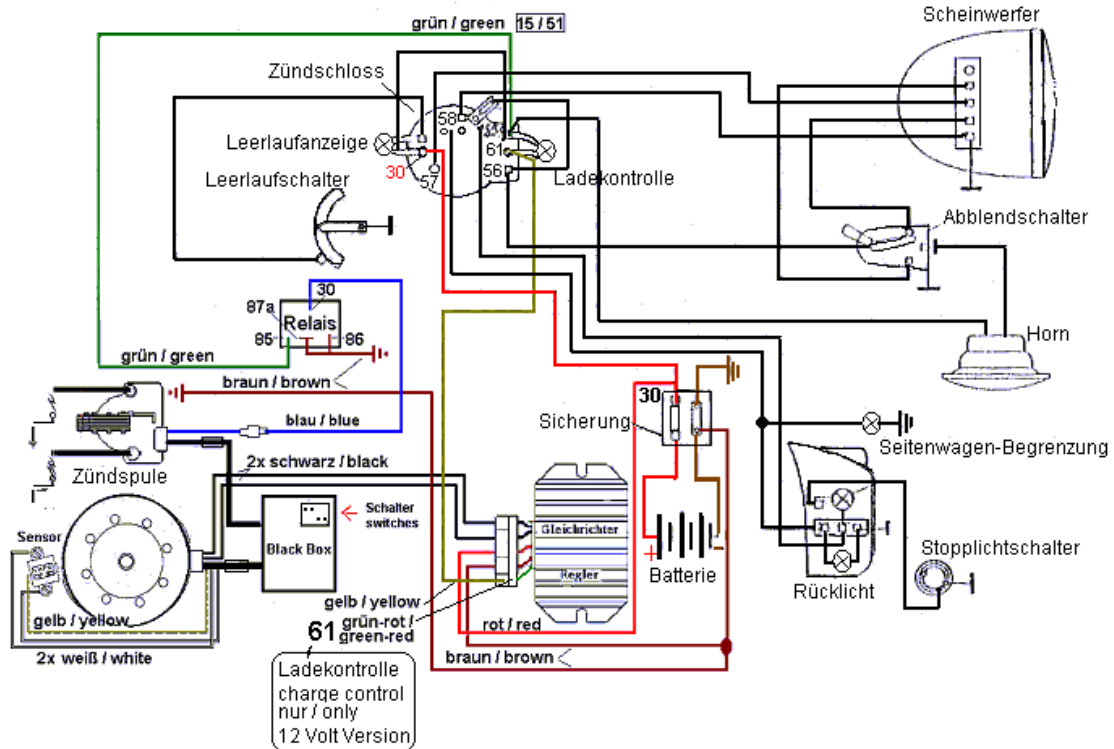 grün / green 15 / 51
Scheinwerfer
Zündschloss
58
Leerlaufanzeige
61
30
57
56
Ladekontrolle
Leerlaufschalter
Abblendschalter
30
87a
Relais
85
86
Horn
grün / green
braun / brown
30
Sicherung
blau / blue
Seitenwagen-Begrenzung
2x schwarz / black
Zündspule
Schalter
switches
Gleichrichter
Sensor
Black Box
Stopplichtschalter
+
Batterie
Regler
Rücklicht
gelb / yellow
gelb / yellow
grün-rot /
green-red
61
rot / red
2x weiß / white
braun / brown
Ladekontrolle
charge control
nur / only
12 Volt Version